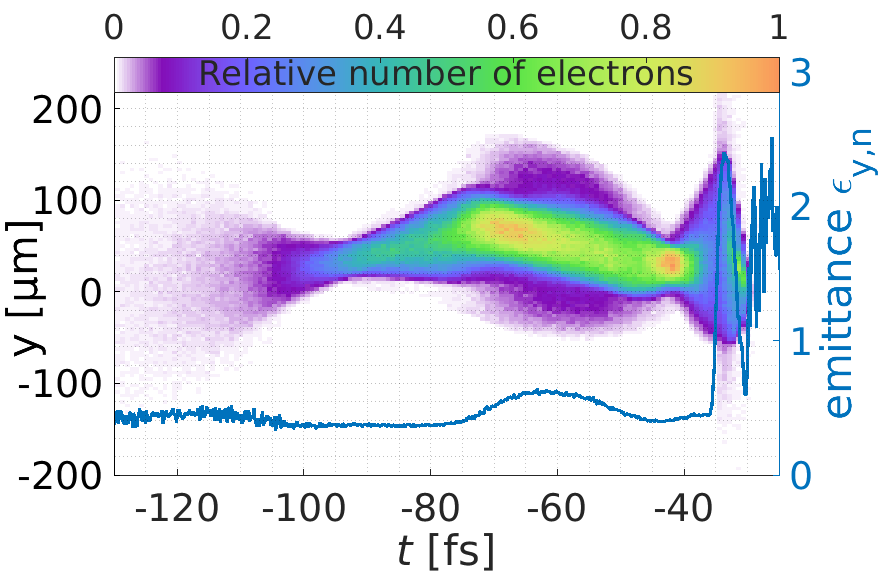 0 0.2 0.4 0.6 0.8 1
Relative number of electrons
200
100
0
-100
-200
y [μm]
-120 -100 -80 -60 -40
t [fs]
3
2
1
0
emittance ϵy,n